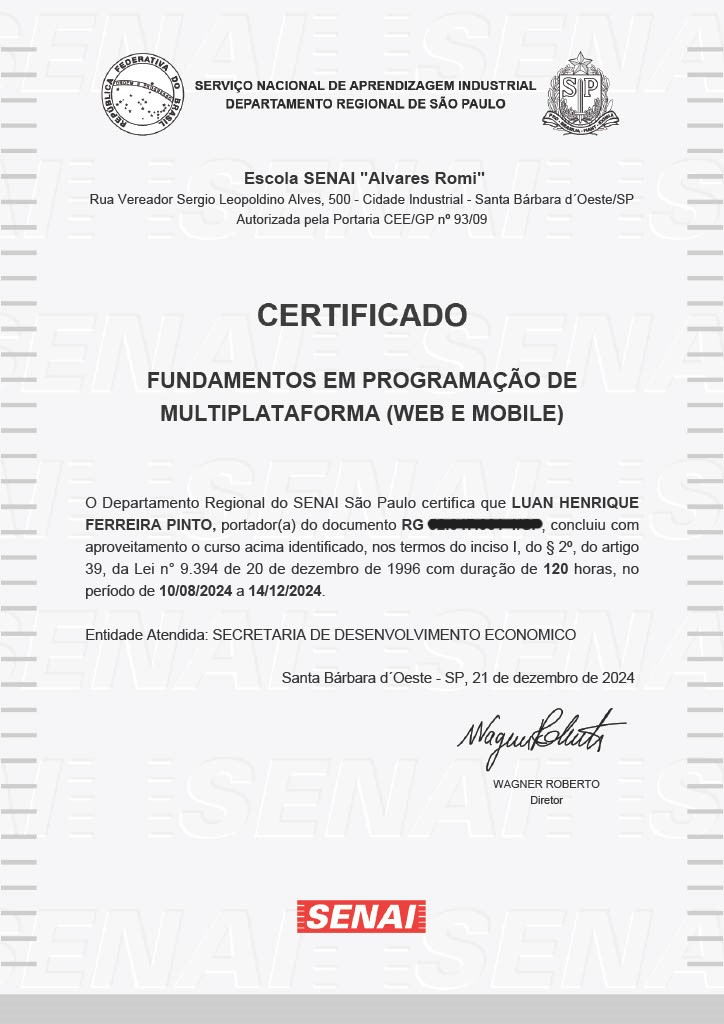 REPÚBLICA FEDERATIVA DO BRASIL
SERVIÇO NACIONAL DE APRENDIZAGEM INDUSTRIAL
DEPARTAMENTO REGIONAL DE SÃO PAULO
SP
Escola SENAI "Alvares Romi"
Rua Vereador Sergio Leopoldino Alves, 500 - Cidade Industrial - Santa Bárbara d´Oeste/SP
Autorizada pela Portaria CEE/GP nº 93/09
CERTIFICADO
FUNDAMENTOS EM PROGRAMAÇÃO DE
MULTIPLATAFORMA (WEB E MOBILE)
O Departamento Regional do SENAI São Paulo certifica que LUAN HENRIQUE
FERREIRA PINTO, portador(a) do documento RG , concluiu com
aproveitamento o curso acima identificado, nos termos do inciso I, do § 2º, do artigo
39, da Lei n° 9.394 de 20 de dezembro de 1996 com duração de 120 horas, no
período de 10/08/2024 a 14/12/2024.
Entidade Atendida: SECRETARIA DE DESENVOLVIMENTO ECONOMICO
Santa Bárbara d´Oeste - SP, 21 de dezembro de 2024
Wagner Roberto
WAGNER ROBERTO
Diretor
SENAI